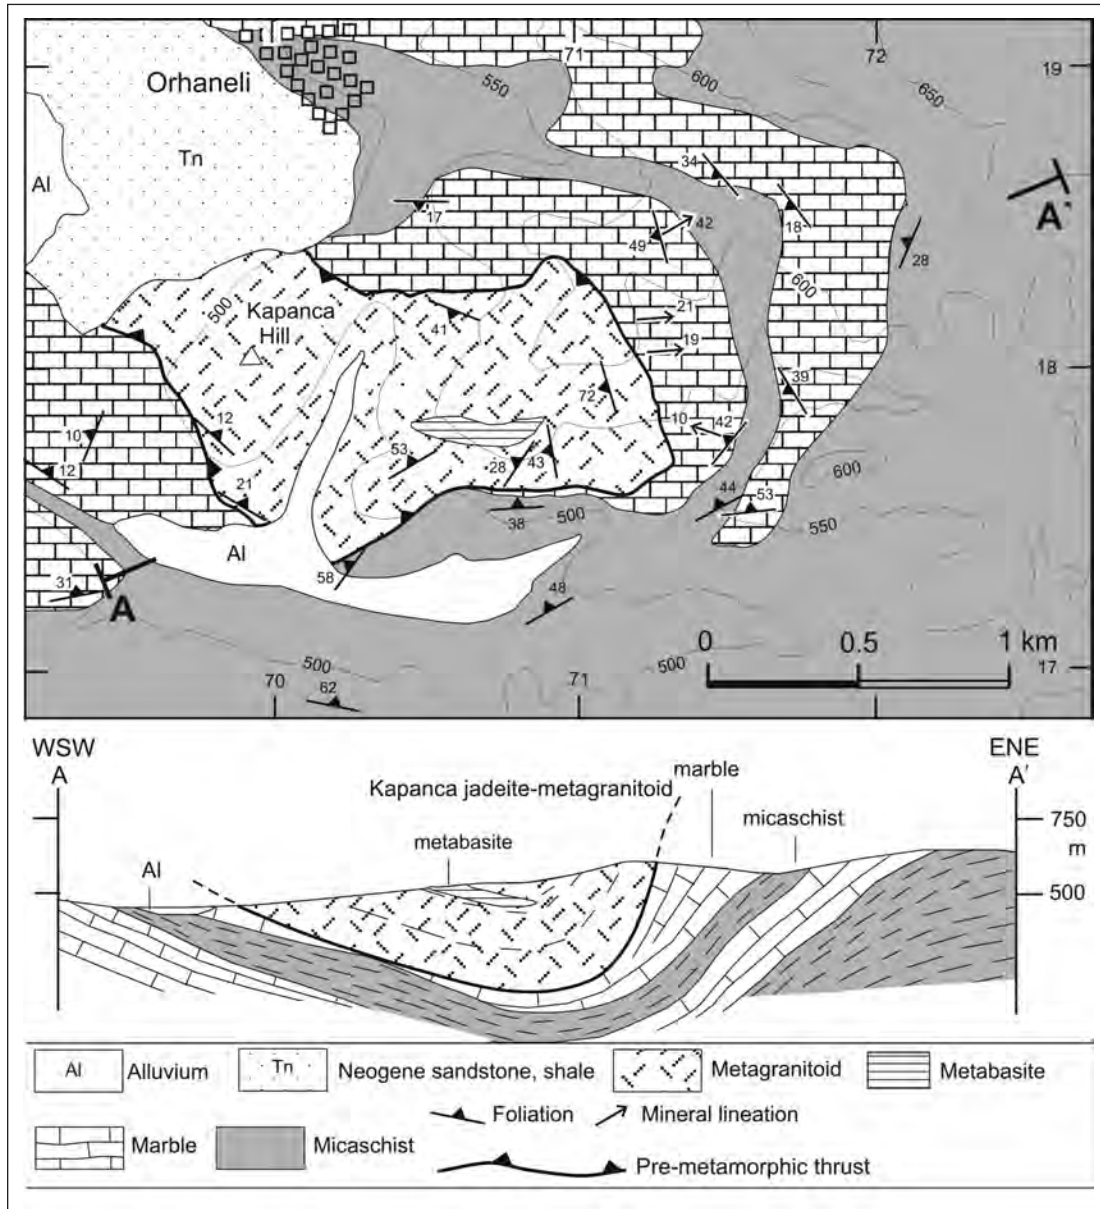 71
72
19
Orhaneli
550
600
650
Tn
Al
34
A'
17
18
42
49
28
500
Kapanca
Hill
21
600
41
19
18
39
72
12
10
10
42
53
28
43
12
600
21
44
53
38
500
550
Al
58
31
A
48
0
0.5
1 km
500
500
17
70
62
71
WSW
A
ENE
A'
marble
Kapanca jadeite-metagranitoid
micaschist
750
m
metabasite
Al
500
Al
Alluvium
Tn
Neogene sandstone, shale
Metagranitoid
Metabasite
Foliation
Mineral lineation
Marble
Micaschist
Pre-metamorphic thrust